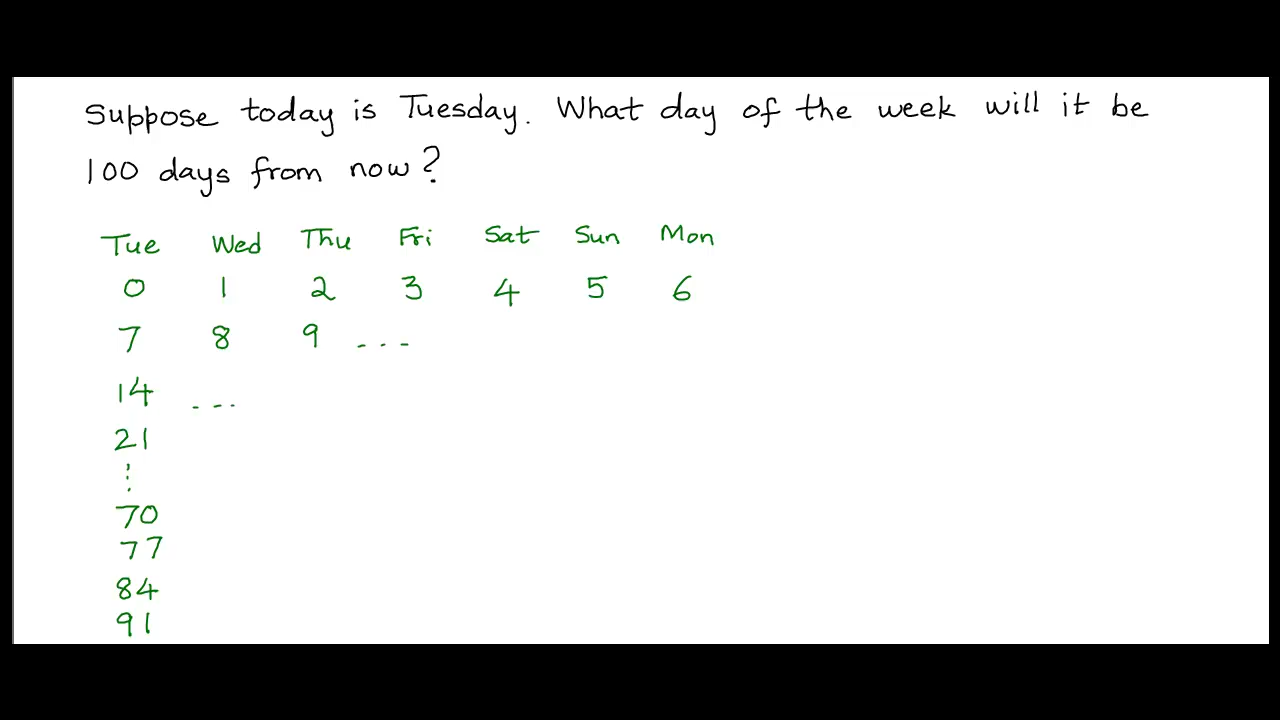 Suppose today is Tuesday. What day of the week will it be
100 days from now?
Tue Wed Thu Fri Sat Sun Mon
0 1 2 3 4 5 6
7 8 9 ...
14 ...
21
⋮
70
77
84
91